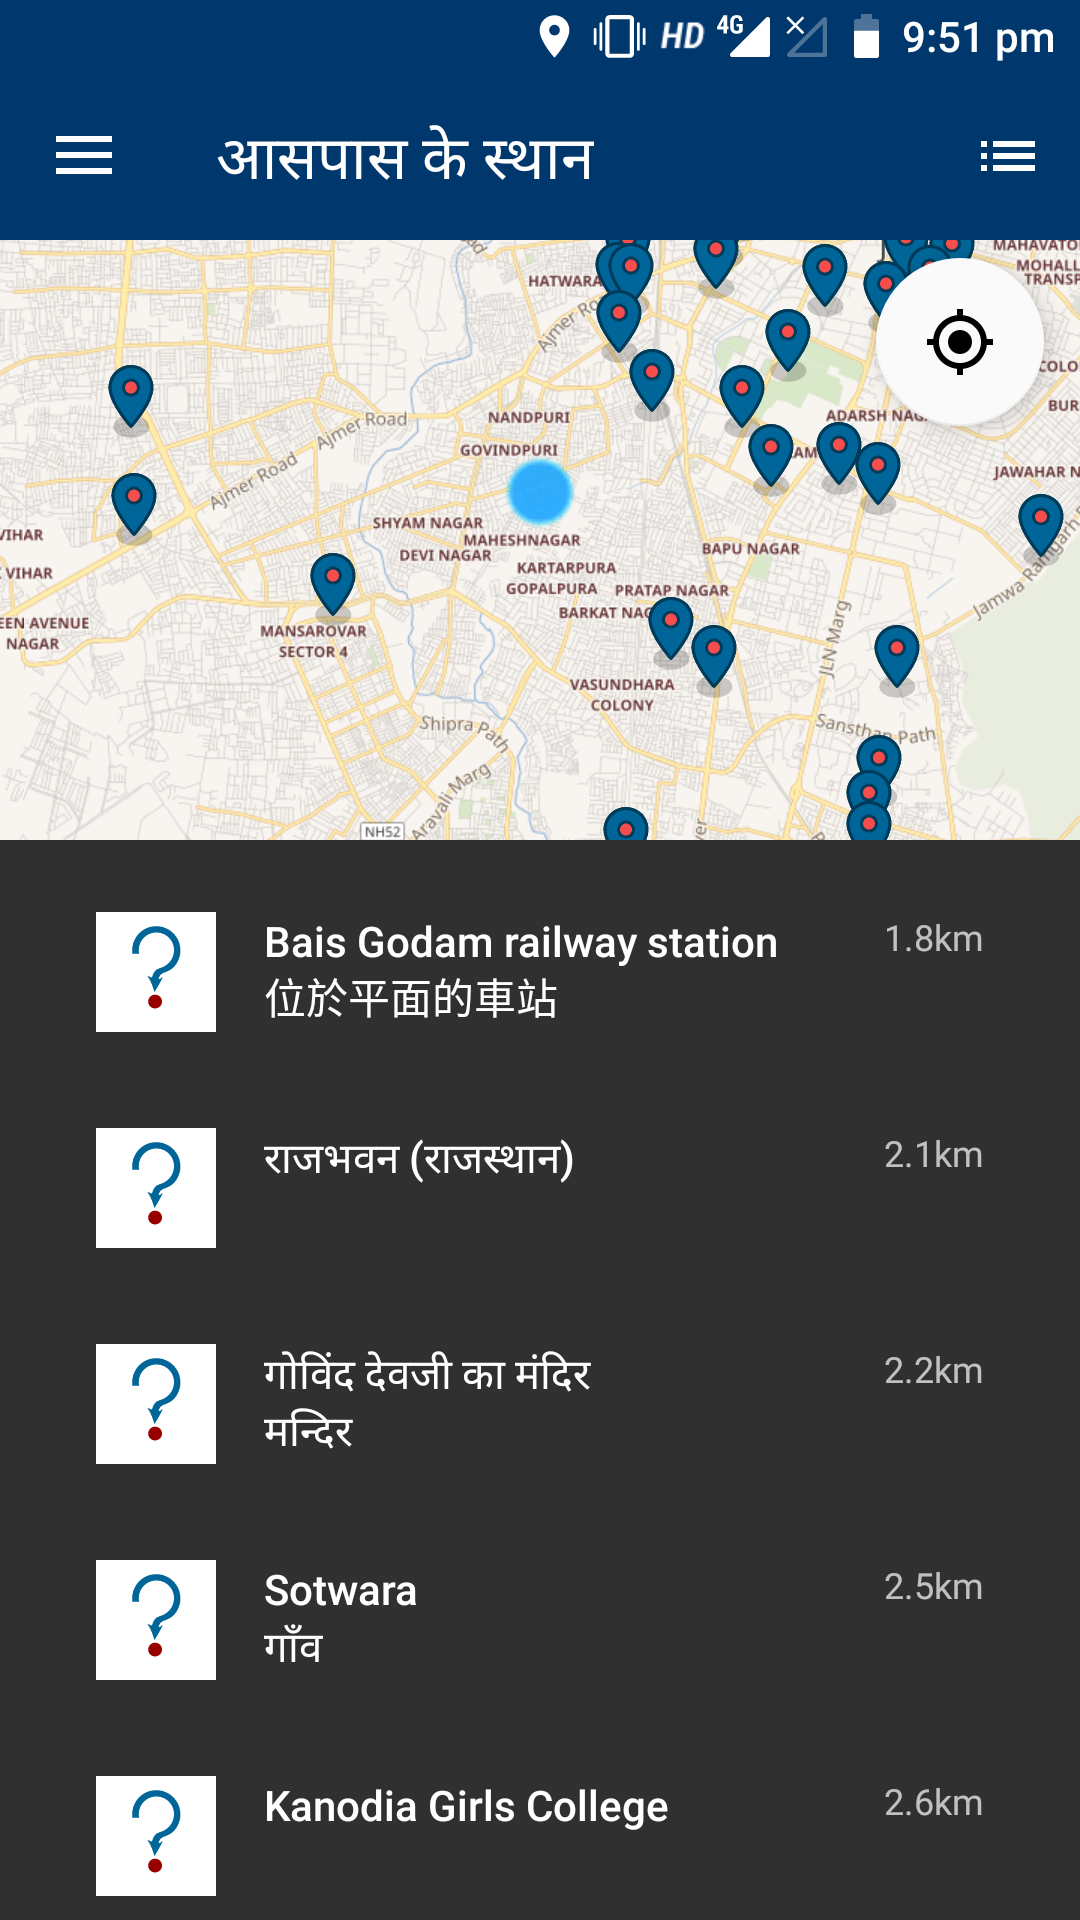 HD 4G 9:51 pm
आसपास के स्थान
MAHAVATO
MOHALL
TRANSF
HATWARA
Ajmer Ro
COLO
NANDPURI
ADARSH NAG
BUR
Ajmer Road
GOVINDPURI
Ajmer Road
JAWAHAR N
SHYAM NAGAR
VIHAR
MAHESHNAGAR
DEVI NAGAR
BAPU NAGAR
KARTARPURA
VIHAR
GOPALPURA
PRATAP NAGAR
Jamwa Ramgarh
BARKAT NAG
EEN AVENUE
NAGAR
MANSAROVAR
SECTOR 4
JLN Marg
VASUNDHARA
COLONY
Shipra Path
Sansthan Path
Aravali Marg
NH52
Bais Godam railway station
1.8km
位於平面的車站
राजभवन (राजस्थान)
2.1km
गोविंद देवजी का मंदिर
2.2km
मन्दिर
Sotwara
2.5km
गाँव
Kanodia Girls College
2.6km